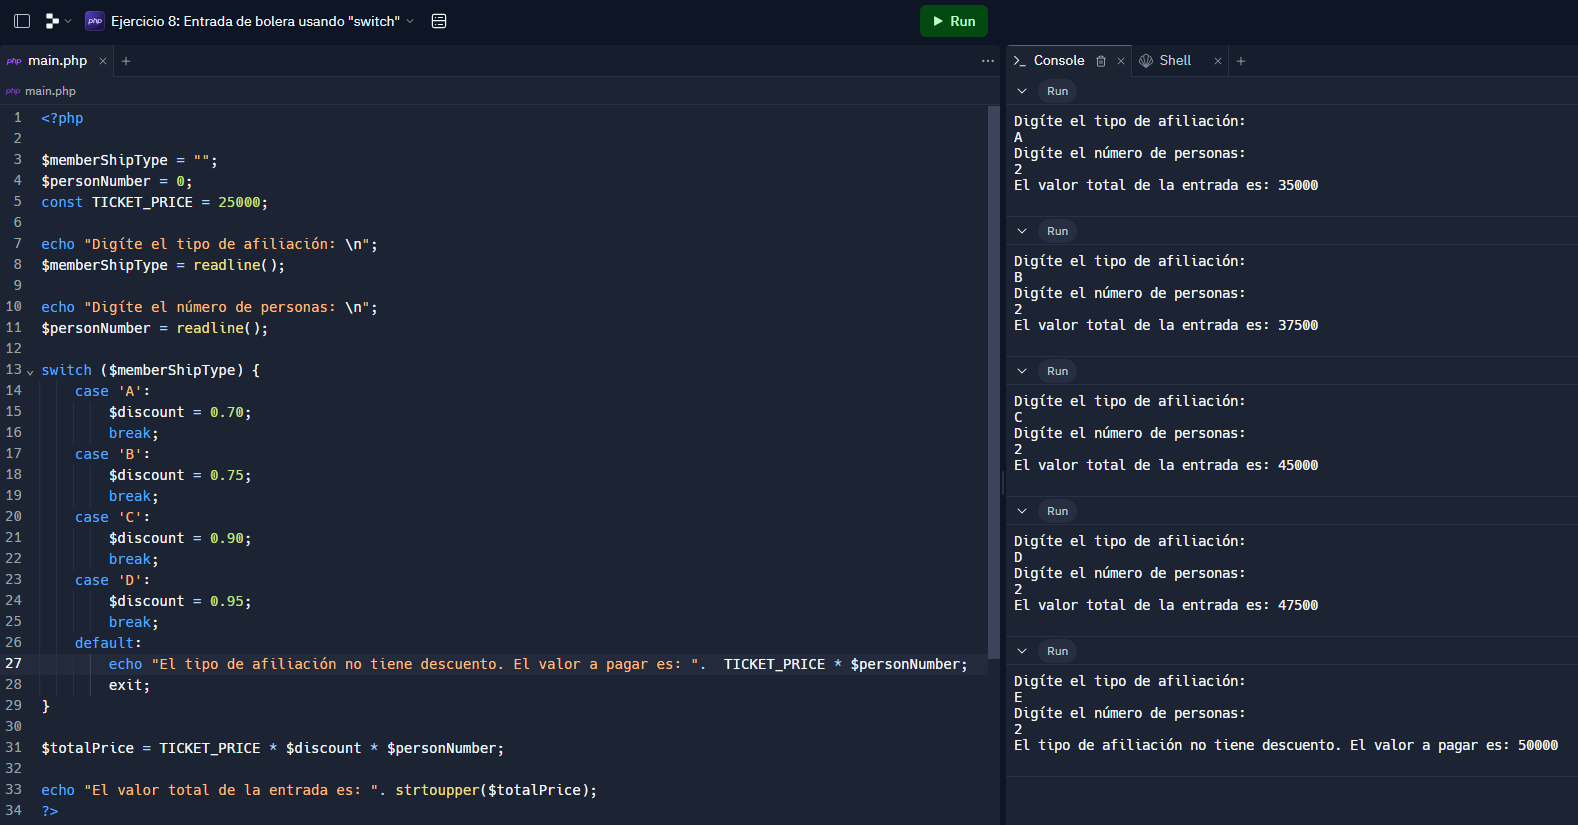 php Ejercicio 8: Entrada de bolera usando "switch"
Run
php main.php
php main.php
1 <?php
2
3 $memberShipType = "";
4 $personNumber = 0;
5 const TICKET_PRICE = 25000;
6
7 echo "Digíte el tipo de afiliación: \n";
8 $memberShipType = readline();
9
10 echo "Digíte el número de personas: \n";
11 $personNumber = readline();
12
13 switch ($memberShipType) {
14     case 'A':
15         $discount = 0.70;
16         break;
17     case 'B':
18         $discount = 0.75;
19         break;
20     case 'C':
21         $discount = 0.90;
22         break;
23     case 'D':
24         $discount = 0.95;
25         break;
26     default:
27         echo "El tipo de afiliación no tiene descuento. El valor a pagar es: ".  TICKET_PRICE * $personNumber;
28         exit;
29 }
30
31 $totalPrice = TICKET_PRICE * $discount * $personNumber;
32
33 echo "El valor total de la entrada es: ". strtoupper($totalPrice);
34 ?>
Console
Shell
Run
Digíte el tipo de afiliación:
A
Digíte el número de personas:
2
El valor total de la entrada es: 35000
Run
Digíte el tipo de afiliación:
B
Digíte el número de personas:
2
El valor total de la entrada es: 37500
Run
Digíte el tipo de afiliación:
C
Digíte el número de personas:
2
El valor total de la entrada es: 45000
Run
Digíte el tipo de afiliación:
D
Digíte el número de personas:
2
El valor total de la entrada es: 47500
Run
Digíte el tipo de afiliación:
E
Digíte el número de personas:
2
El tipo de afiliación no tiene descuento. El valor a pagar es: 50000